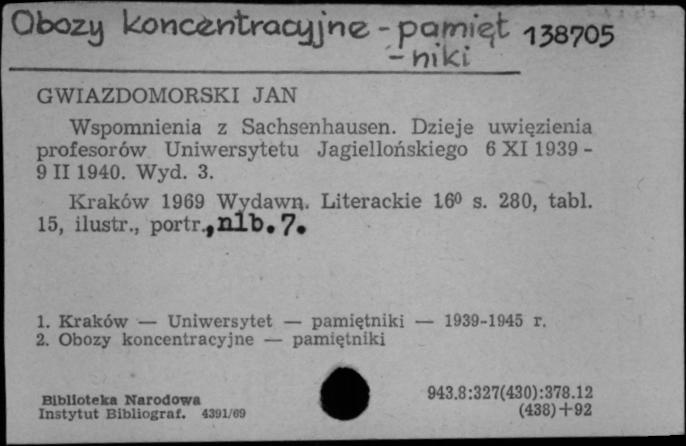 Obozy koncentracyjne - pamięt 138705
- niki
GWIAZDOMORSKI JAN
Wspomnienia z Sachsenhausen. Dzieje uwięzienia
profesorów Uniwersytetu Jagiellońskiego 6 XI 1939 -
9 II 1940. Wyd. 3.
Kraków 1969 Wydawn. Literackie 16⁰ s. 280, tabl.
15, ilustr., portr., nlb. 7.
1. Kraków — Uniwersytet — pamiętniki — 1939-1945 r.
2. Obozy koncentracyjne — pamiętniki
Biblioteka Narodowa
Instytut Bibliograf. 4391/69
943.8:327(430):378.12
(438)+92